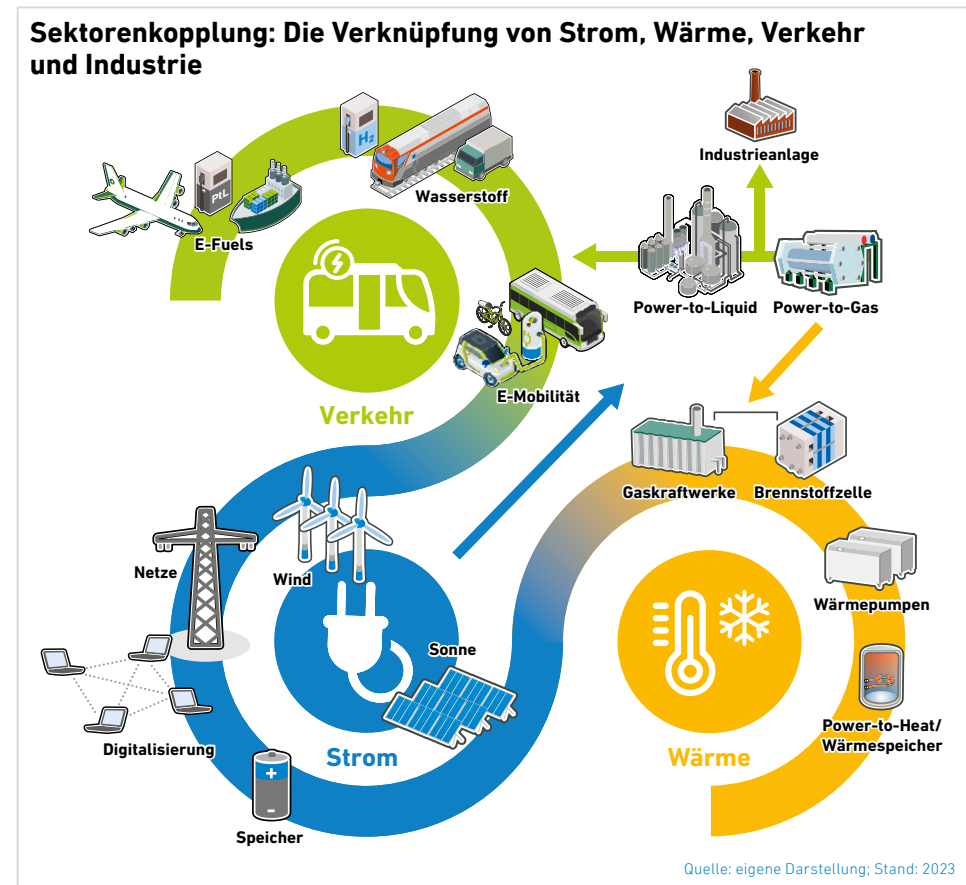 Sektorenkopplung: Die Verknüpfung von Strom, Wärme, Verkehr
und Industrie
H2
Industrieanlage
PtL
Wasserstoff
E-Fuels
Power-to-Liquid
Power-to-Gas
E-Mobilität
Verkehr
Gaskraftwerke
Brennstoffzelle
Netze
Wind
Wärmepumpen
Sonne
Digitalisierung
Strom
Wärme
Power-to-Heat/
Wärmespeicher
Speicher
Quelle: eigene Darstellung; Stand: 2023